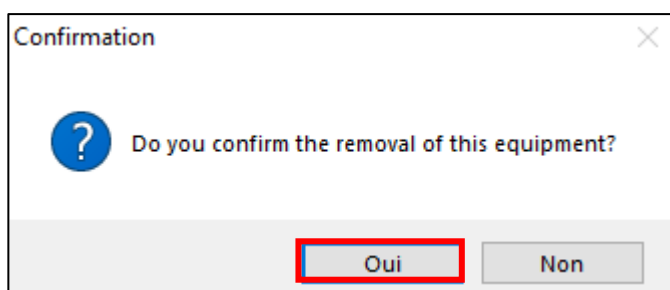 Confirmation
Do you confirm the removal of this equipment?
Oui Non